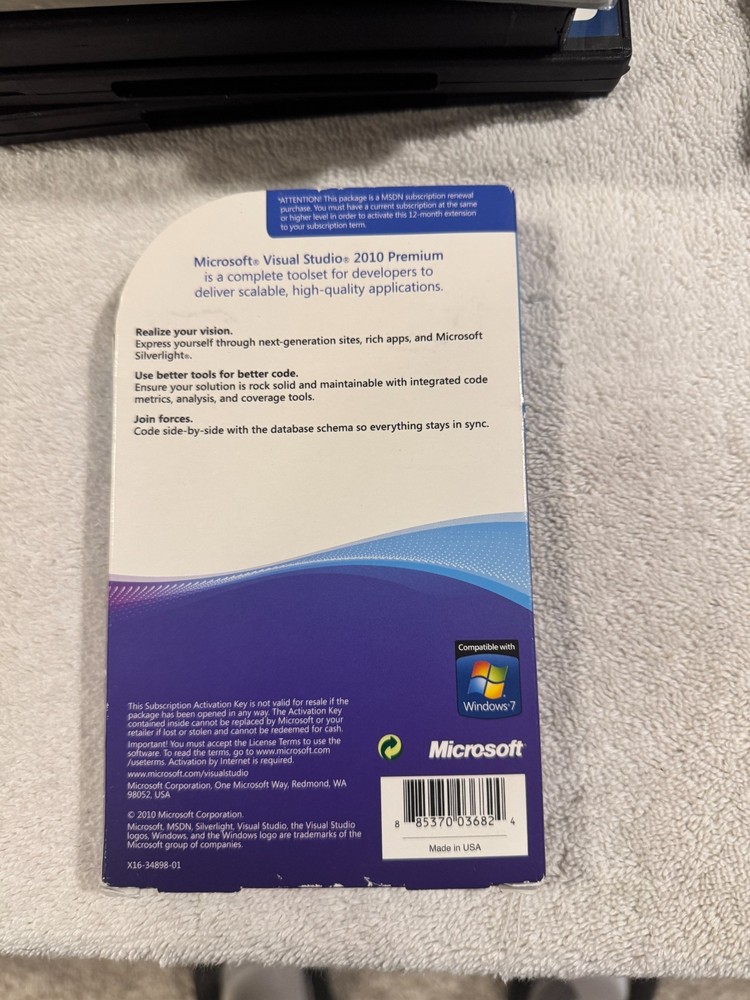 *ATTENTION! This package is a MSDN subscription renewal
purchase. You must have a current subscription at the same
or higher level in order to activate this 12-month extension
to your subscription term.
Microsoft® Visual Studio® 2010 Premium
is a complete toolset for developers to
deliver scalable, high-quality applications.
Realize your vision.
Express yourself through next-generation sites, rich apps, and Microsoft
Silverlight®.
Use better tools for better code.
Ensure your solution is rock solid and maintainable with integrated code
metrics, analysis, and coverage tools.
Join forces.
Code side-by-side with the database schema so everything stays in sync.
Compatible with
Windows®7
This Subscription Activation Key is not valid for resale if the
package has been opened in any way. The Activation Key
contained inside cannot be replaced by Microsoft or your
retailer if lost or stolen and cannot be redeemed for cash.
Important! You must accept the License Terms to use the
software. To read the terms, go to www.microsoft.com
/useterms. Activation by Internet is required.
www.microsoft.com/visualstudio
Microsoft Corporation, One Microsoft Way, Redmond, WA
98052, USA
© 2010 Microsoft Corporation.
Microsoft, MSDN, Silverlight, Visual Studio, the Visual Studio
logos, Windows, and the Windows logo are trademarks of the
Microsoft group of companies.
X16-34898-01
Microsoft®
8 85370 03682 4
Made in USA